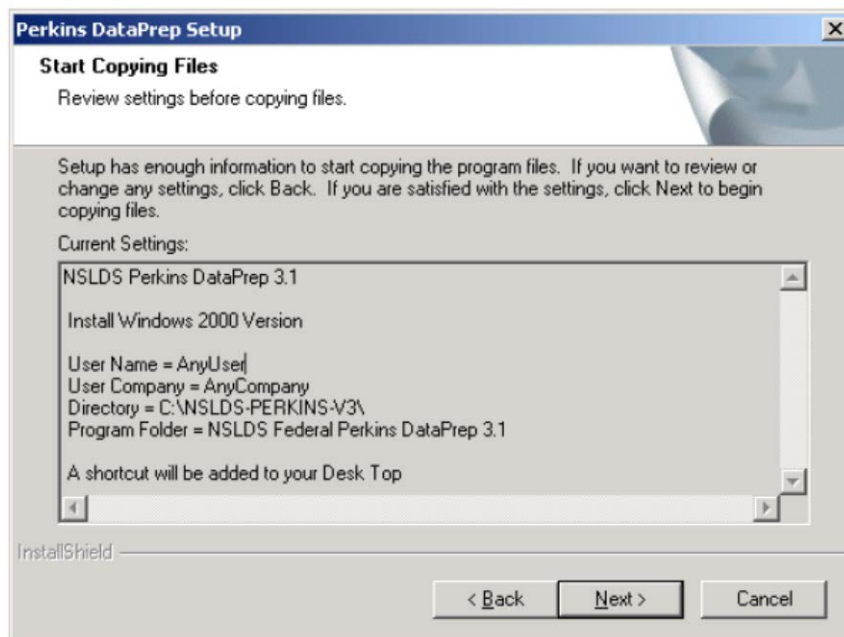 Perkins DataPrep Setup
Start Copying Files
Review settings before copying files.
Setup has enough information to start copying the program files. If you want to review or
change any settings, click Back. If you are satisfied with the settings, click Next to begin
copying files.
Current Settings:
NSLDS Perkins DataPrep 3.1
Install Windows 2000 Version
User Name = AnyUser
User Company = AnyCompany
Directory = C:\NSLDS-PERKINS-V3\
Program Folder = NSLDS Federal Perkins DataPrep 3.1
A shortcut will be added to your Desk Top
InstallShield
< Back Next > Cancel